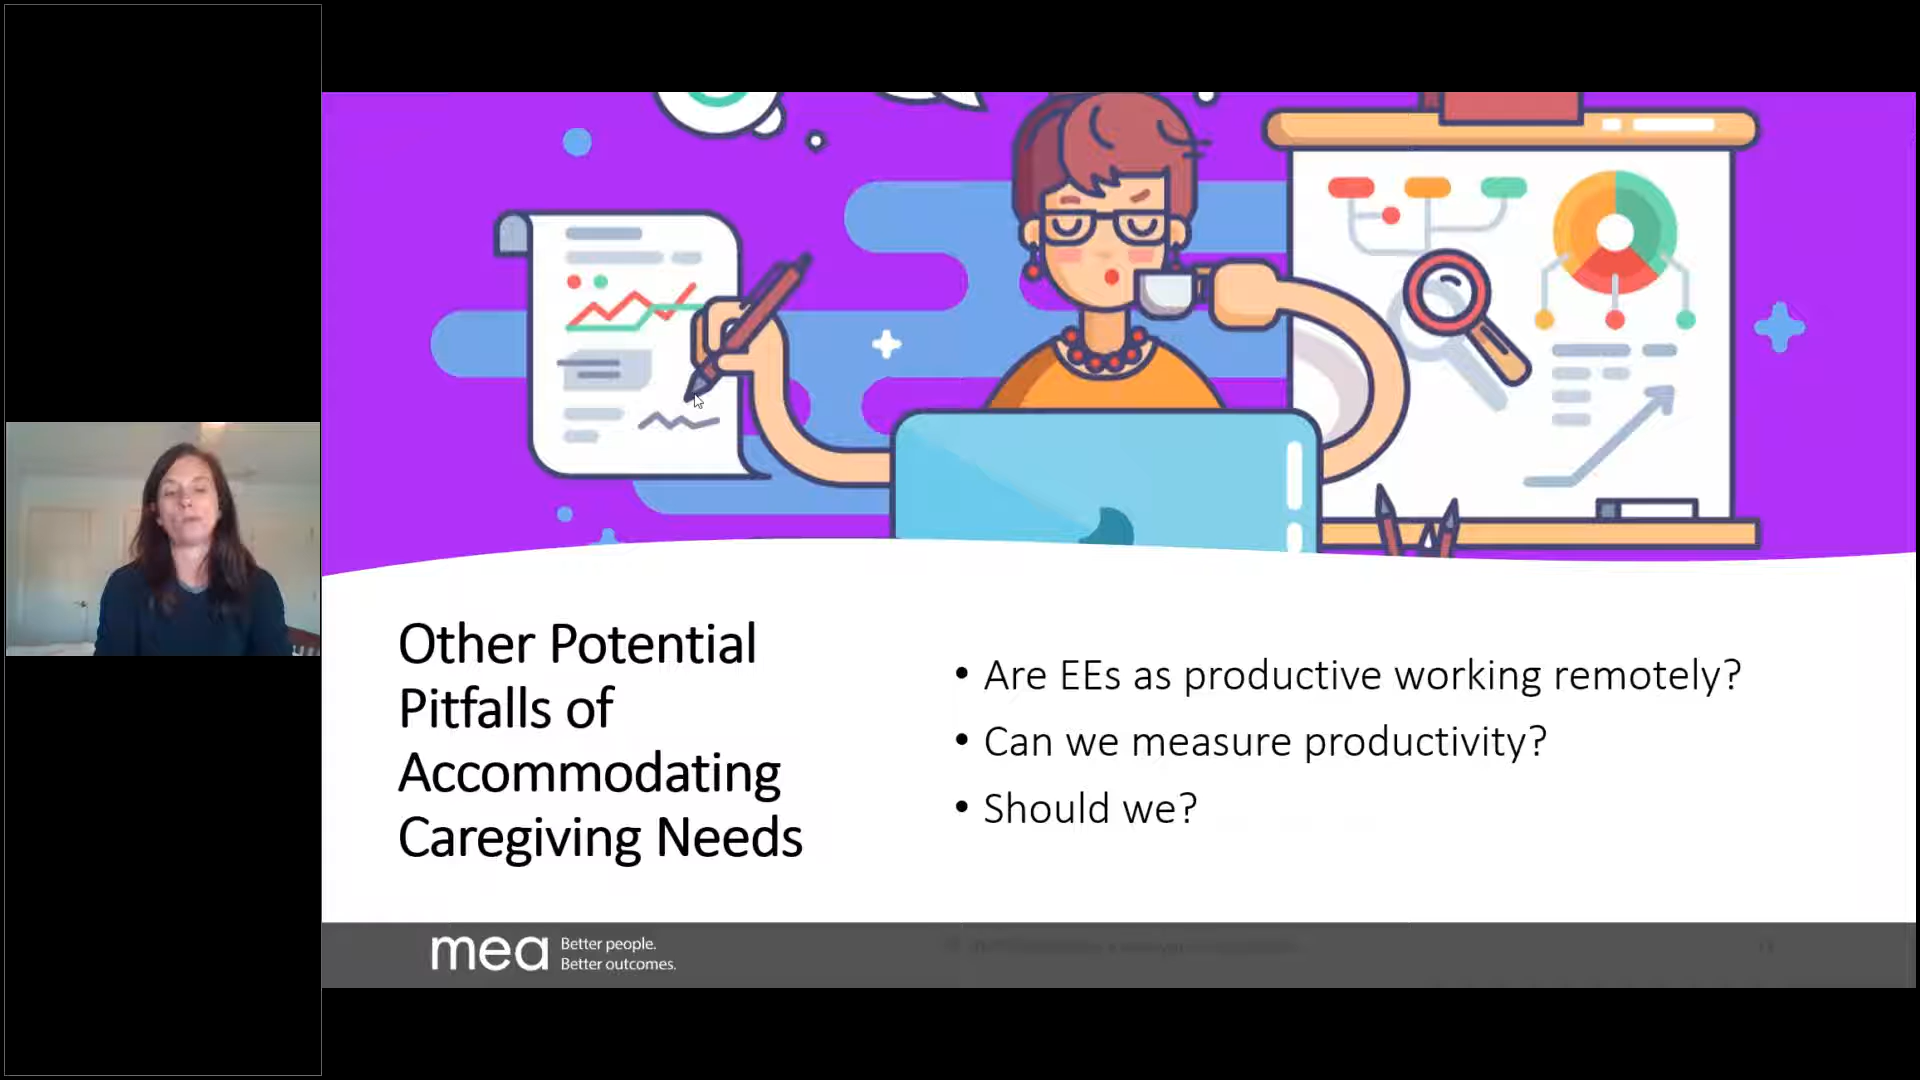 Other Potential
Pitfalls of
Accommodating
Caregiving Needs
• Are EEs as productive working remotely?
• Can we measure productivity?
• Should we?
mea
Better people.
Better outcomes.